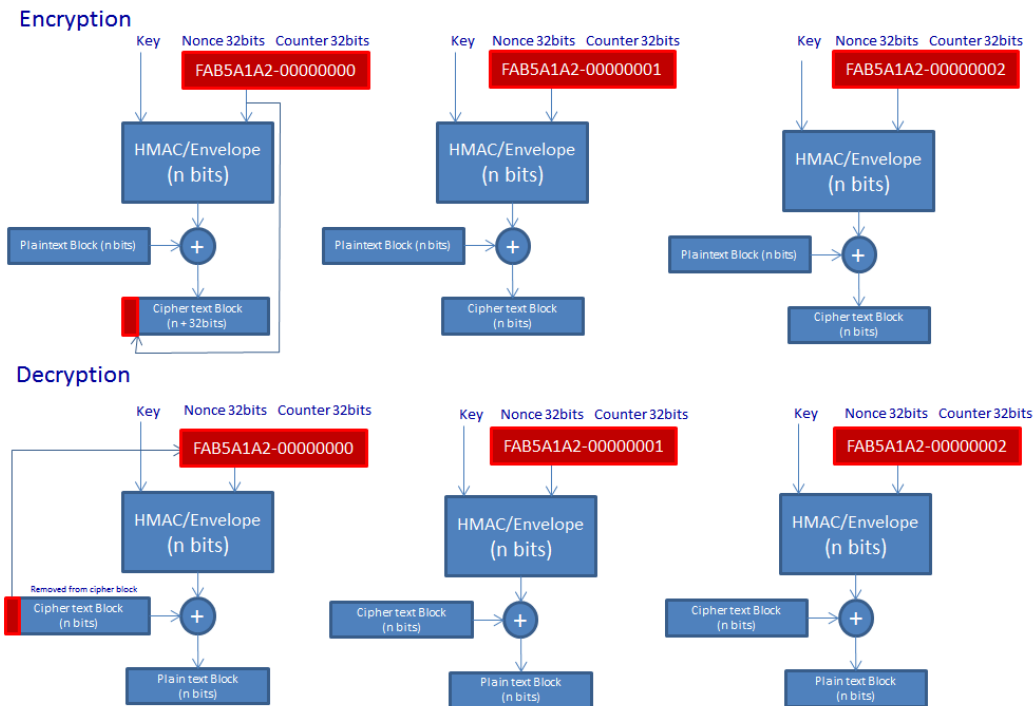 Encryption
Key Nonce 32bits Counter 32bits
FAB5A1A2-00000000
HMAC/Envelope
(n bits)
Plaintext Block (n bits)
+
Cipher text Block
(n + 32bits)
Key Nonce 32bits Counter 32bits
FAB5A1A2-00000001
HMAC/Envelope
(n bits)
Plaintext Block (n bits)
+
Cipher text Block
(n bits)
Key Nonce 32bits Counter 32bits
FAB5A1A2-00000002
HMAC/Envelope
(n bits)
Plaintext Block (n bits)
+
Cipher text Block
(n bits)
Decryption
Key Nonce 32bits Counter 32bits
FAB5A1A2-00000000
HMAC/Envelope
(n bits)
Removed from cipher block
Cipher text Block
(n bits)
+
Plain text Block
(n bits)
Key Nonce 32bits Counter 32bits
FAB5A1A2-00000001
HMAC/Envelope
(n bits)
Cipher text Block
(n bits)
+
Plain text Block
(n bits)
Key Nonce 32bits Counter 32bits
FAB5A1A2-00000002
HMAC/Envelope
(n bits)
Cipher text Block
(n bits)
+
Plain text Block
(n bits)